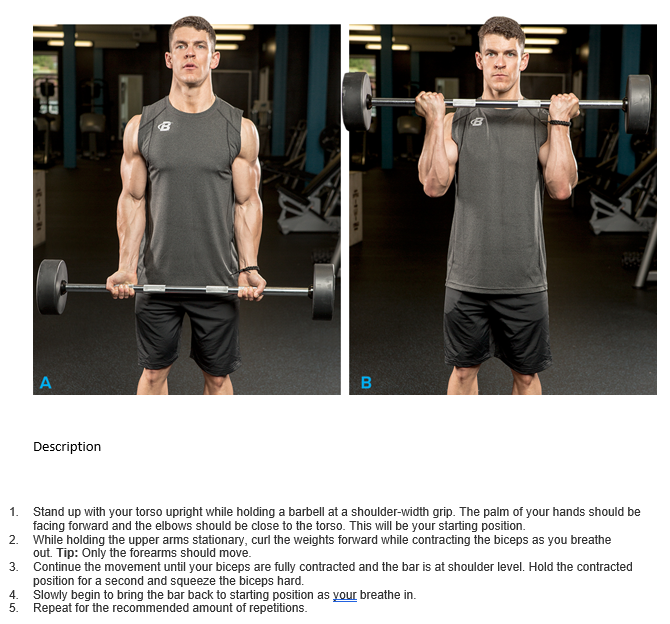 B
B
A
B
Description
1. Stand up with your torso upright while holding a barbell at a shoulder-width grip. The palm of your hands should be
facing forward and the elbows should be close to the torso. This will be your starting position.
2. While holding the upper arms stationary, curl the weights forward while contracting the biceps as you breathe
out. Tip: Only the forearms should move.
3. Continue the movement until your biceps are fully contracted and the bar is at shoulder level. Hold the contracted
position for a second and squeeze the biceps hard.
4. Slowly begin to bring the bar back to starting position as your breathe in.
5. Repeat for the recommended amount of repetitions.